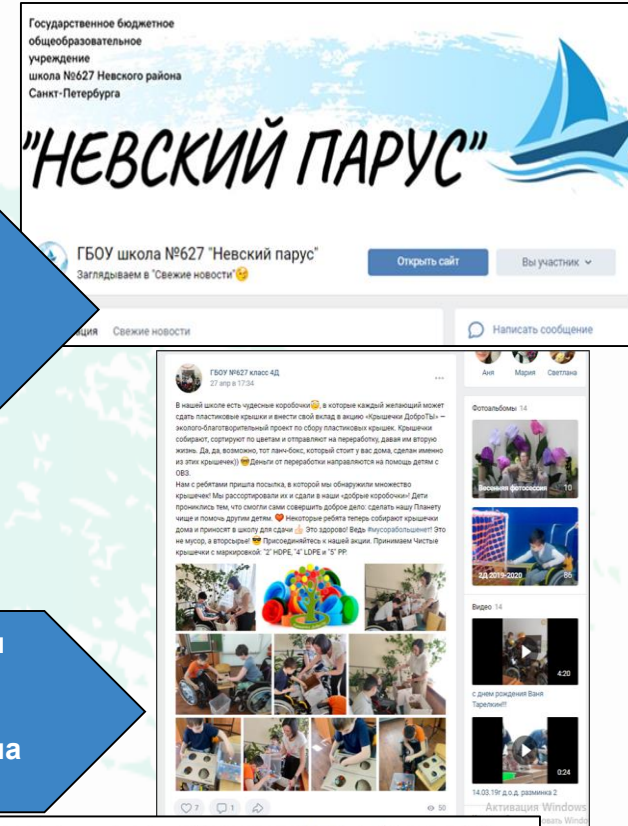 Государственное бюджетное
общеобразовательное
учреждение
школа №627 Невского района
Санкт-Петербурга
"НЕВСКИЙ ПАРУС"
ГБОУ школа №627 "Невский парус"
Заглядываем в "Свежие новости"😉
Открыть сайт
Вы участник
ция Свежие новости
Написать сообщение
ГБОУ №627 класс 4Д
27 апр в 17:34
В нашей школе есть чудесные коробочки😇, в которые каждый желающий может
сдать пластиковые крышки и внести свой вклад в акцию «Крышечки ДоброТЫ» –
эколого-благотворительный проект по сбору пластиковых крышек. Крышечки
собирают, сортируют по цветам и отправляют на переработку, давая им вторую
жизнь. Да, да, возможно, тот ланч-бокс, который стоит у вас дома, сделан именно
из этих крышечек)) 😎Деньги от переработки направляются на помощь детям с
ОВЗ.
Нам с ребятами пришла посылка, в которой мы обнаружили множество
крышечек! Мы рассортировали их и сдали в наши «добрые коробочки»! Дети
прониклись тем, что смогли сами совершить доброе дело: сделать нашу Планету
чище и помочь другим детям. ❤ Некоторые ребята теперь собирают крышечки
дома и приносят в школу для сдачи 👍 Это здорово! Ведь #мусорабольшенет! Это
не мусор, а вторсырье! 😎 Присоединяйтесь к нашей акции. Принимаем Чистые
крышечки с маркировкой: "2" HDPE, "4" LDPE и "5" PP.
7 1 50
Аня Мария Светлана
Фотоальбомы 14
Весенняя фотосессия 10
2Д 2019-2020 86
Видео 14
4:20
с днем рождения Ваня
Тарелкин!!!
0:24
14.03.19г д.о.д. разминка 2
Активация Windows